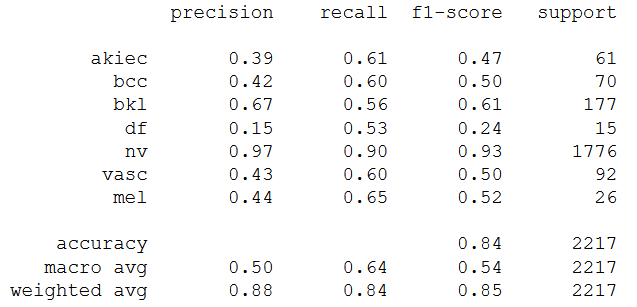 precision recall f1-score support
akiec 0.39 0.61 0.47 61
bcc 0.42 0.60 0.50 70
bkl 0.67 0.56 0.61 177
df 0.15 0.53 0.24 15
nv 0.97 0.90 0.93 1776
vasc 0.43 0.60 0.50 92
mel 0.44 0.65 0.52 26
accuracy 0.84 2217
macro avg 0.50 0.64 0.54 2217
weighted avg 0.88 0.84 0.85 2217